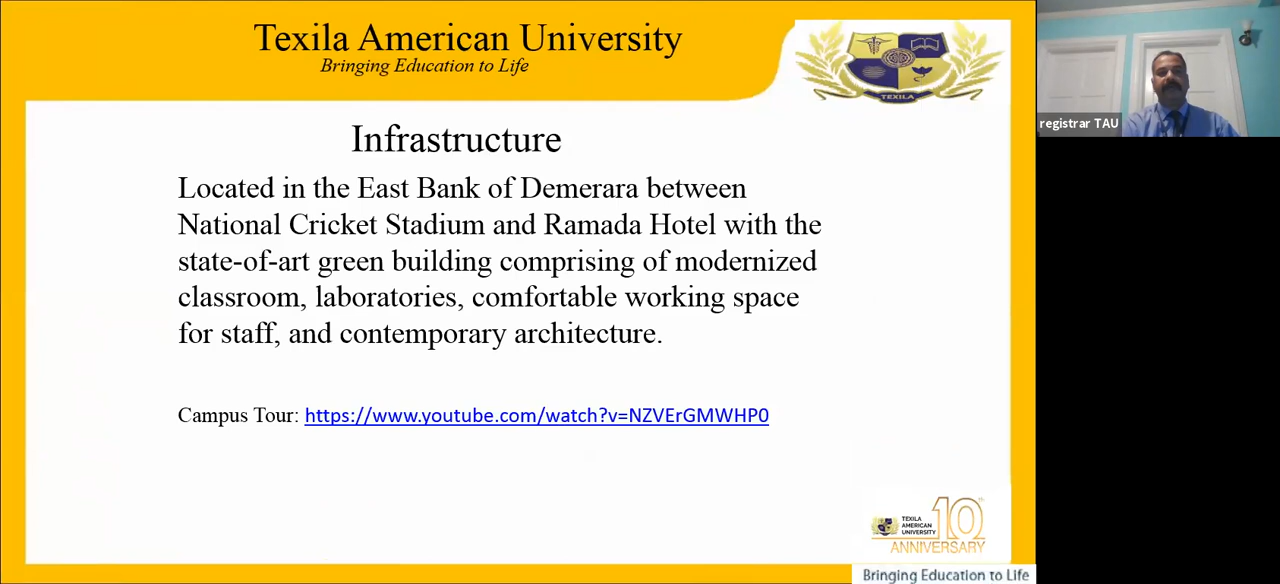 Texila American University
Bringing Education to Life
TEXILA
registrar TAU
Infrastructure
Located in the East Bank of Demerara between
National Cricket Stadium and Ramada Hotel with the
state-of-art green building comprising of modernized
classroom, laboratories, comfortable working space
for staff, and contemporary architecture.
Campus Tour: https://www.youtube.com/watch?v=NZVErGMWHP0
TEXILA
AMERICAN
UNIVERSITY
10th
ANNIVERSARY
Bringing Education to Life